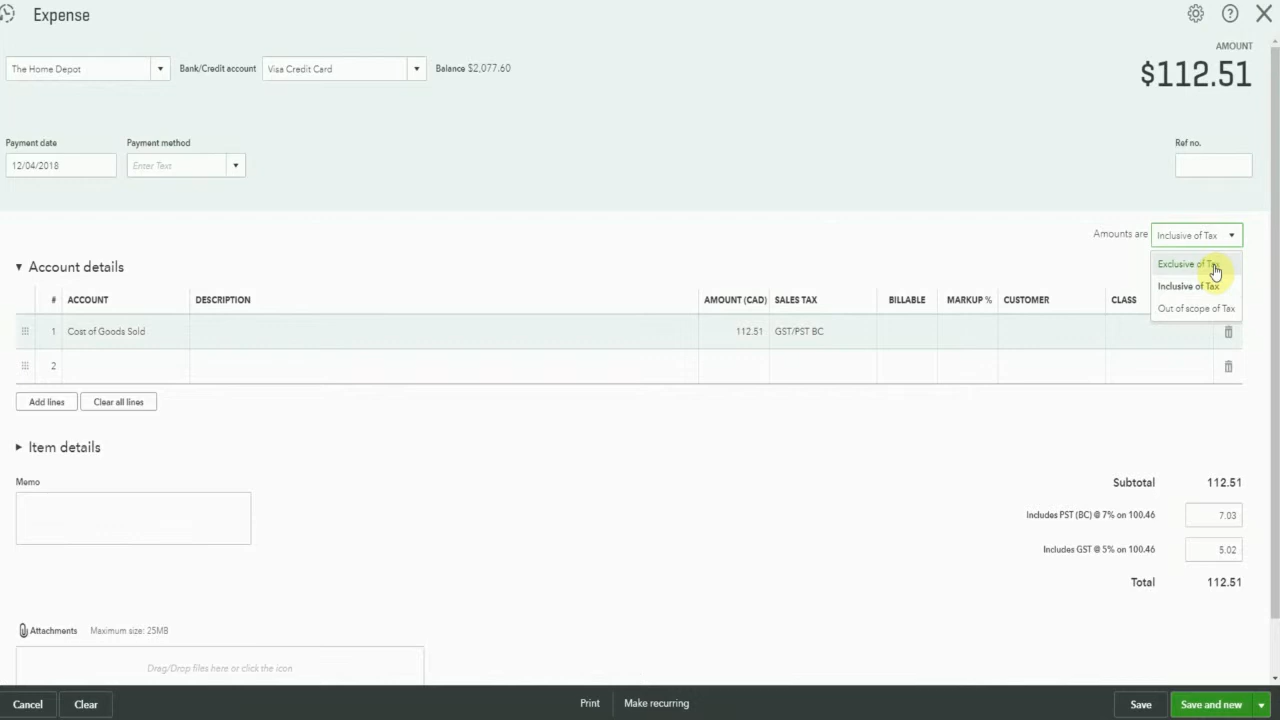 Expense
AMOUNT
The Home Depot Bank/Credit account Visa Credit Card Balance $2,077.60 $112.51
Payment date Payment method Ref no.
12/04/2018 Enter Text
Amounts are Inclusive of Tax
Exclusive of Tax
Inclusive of Tax
Out of scope of Tax
Account details
# ACCOUNT DESCRIPTION AMOUNT (CAD) SALES TAX BILLABLE MARKUP % CUSTOMER CLASS
1 Cost of Goods Sold 112.51 GST/PST BC
2
Add lines Clear all lines
Item details
Memo
Subtotal 112.51
Includes PST (BC) @ 7% on 100.46 7.03
Includes GST @ 5% on 100.46 5.02
Total 112.51
Attachments Maximum size: 25MB
Drag/Drop files here or click the icon
Cancel Clear Print Make recurring Save Save and new